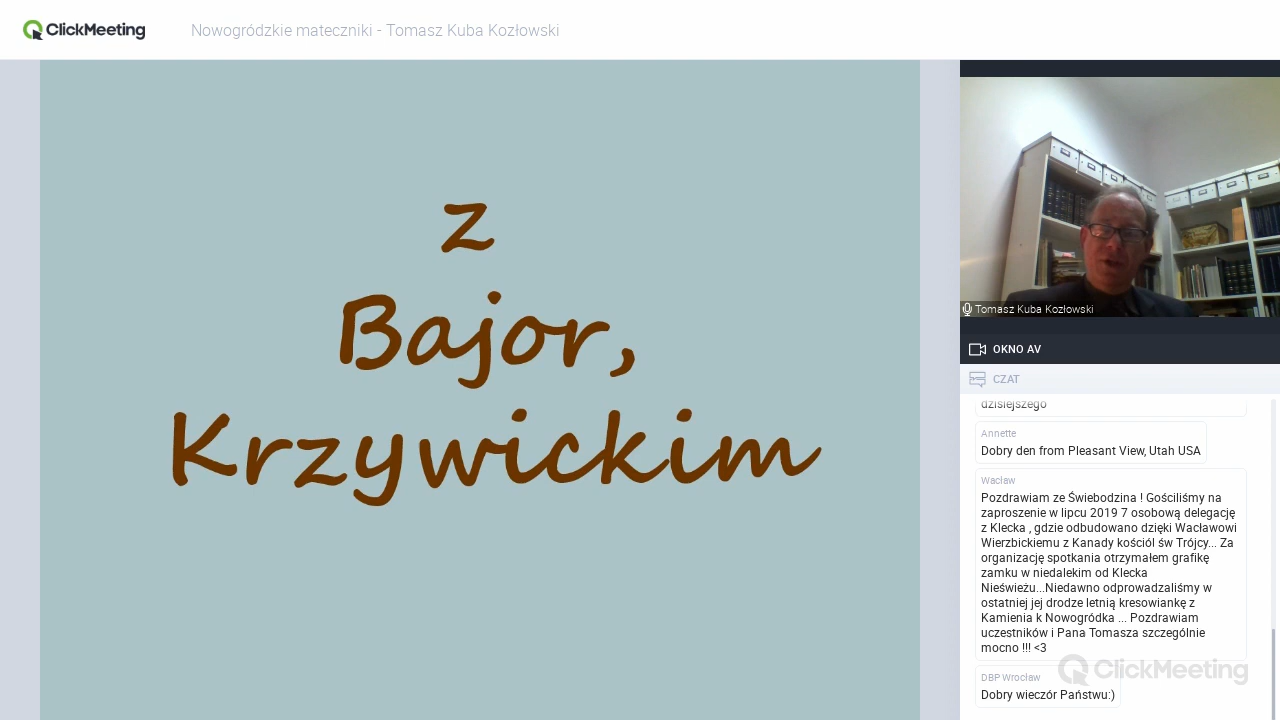 ClickMeeting
Nowogródzkie mateczniki - Tomasz Kuba Kozłowski
z
Bajor,
Krzywickim
Tomasz Kuba Kozłowski
OKNO AV
CZAT
dzisiejszego
Annette
Dobry den from Pleasant View, Utah USA
Wacław
Pozdrawiam ze Świebodzina ! Gościliśmy na
zaproszenie w lipcu 2019 7 osobową delegację
z Klecka , gdzie odbudowano dzięki Wacławowi
Wierzbickiemu z Kanady kościól św Trójcy... Za
organizację spotkania otrzymałem grafikę
zamku w niedalekim od Klecka
Nieświeżu...Niedawno odprowadzaliśmy w
ostatniej jej drodze letnią kresowiankę z
Kamienia k Nowogródka ... Pozdrawiam
uczestników i Pana Tomasza szczególnie
mocno !!! <3
ClickMeeting
DBP Wrocław
Dobry wieczór Państwu:)